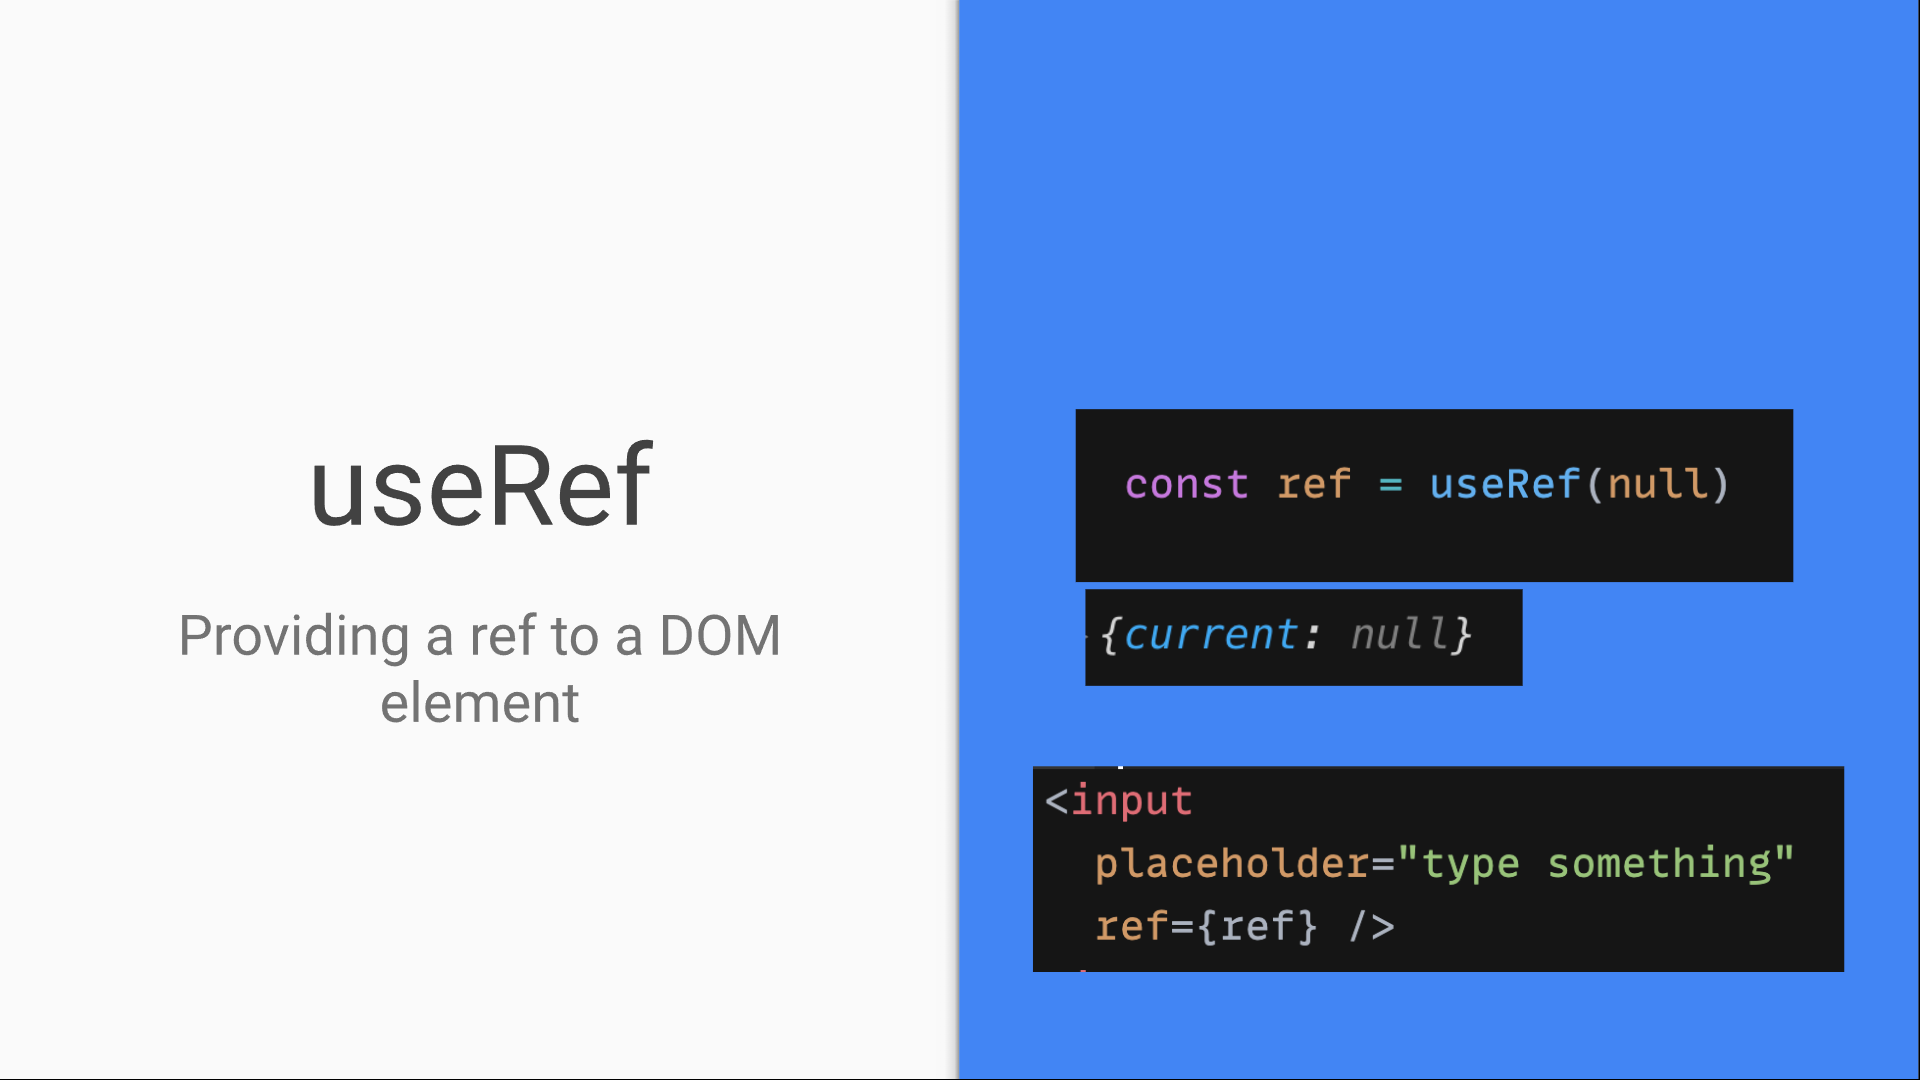 useRef
Providing a ref to a DOM
element
const ref = useRef(null)
{current: null}
<input
placeholder="type something"
ref={ref} />